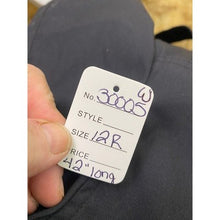 W
No. 30005
STYLE
SIZE 12R
PRICE
42" long